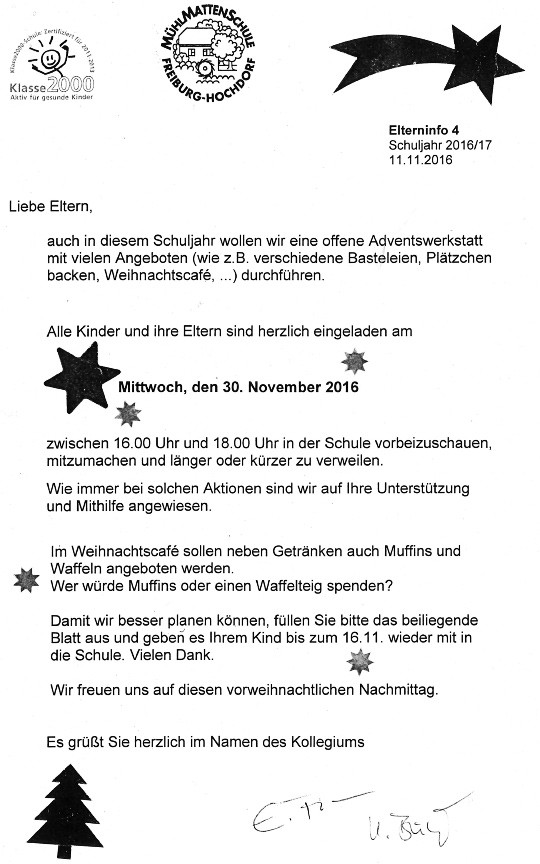 Klasse2000-Schule: Zertifiziert für 2011-2013
Klasse2000
Aktiv für gesunde Kinder
MÜHLMATTENSCHULE
FREIBURG-HOCHDORF
Elterninfo 4
Schuljahr 2016/17
11.11.2016
Liebe Eltern,
auch in diesem Schuljahr wollen wir eine offene Adventswerkstatt
mit vielen Angeboten (wie z.B. verschiedene Basteleien, Plätzchen
backen, Weihnachtscafé, ...) durchführen.
Alle Kinder und ihre Eltern sind herzlich eingeladen am
Mittwoch, den 30. November 2016
zwischen 16.00 Uhr und 18.00 Uhr in der Schule vorbeizuschauen,
mitzumachen und länger oder kürzer zu verweilen.
Wie immer bei solchen Aktionen sind wir auf Ihre Unterstützung
und Mithilfe angewiesen.
Im Weihnachtscafé sollen neben Getränken auch Muffins und
Waffeln angeboten werden.
Wer würde Muffins oder einen Waffelteig spenden?
Damit wir besser planen können, füllen Sie bitte das beiliegende
Blatt aus und geben es Ihrem Kind bis zum 16.11. wieder mit in
die Schule. Vielen Dank.
Wir freuen uns auf diesen vorweihnachtlichen Nachmittag.
Es grüßt Sie herzlich im Namen des Kollegiums